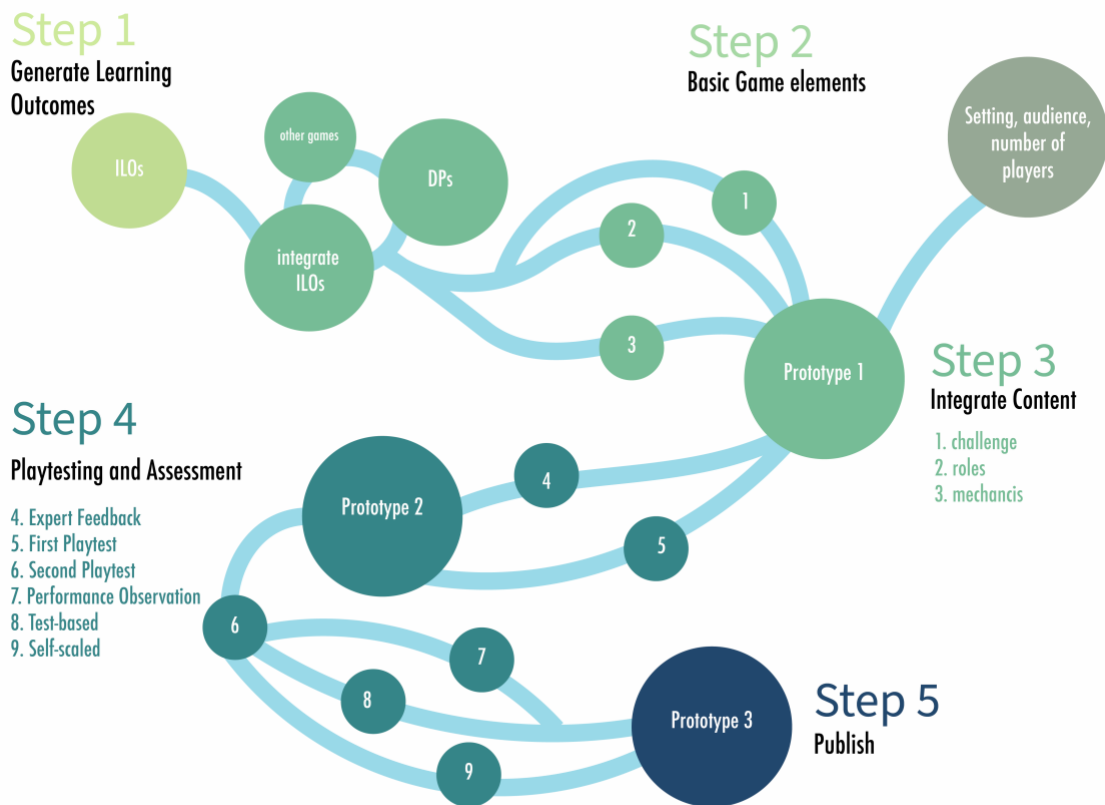 Step 1
Generate Learning
Outcomes
ILOs
other games
DPs
integrate
ILOs
Step 2
Basic Game elements
Setting, audience,
number of
players
1
2
3
Prototype 1
Step 3
Integrate Content
1. challenge
2. roles
3. mechancis
Step 4
Playtesting and Assessment
4. Expert Feedback
5. First Playtest
6. Second Playtest
7. Performance Observation
8. Test-based
9. Self-scaled
Prototype 2
4
5
6
7
8
9
Prototype 3
Step 5
Publish